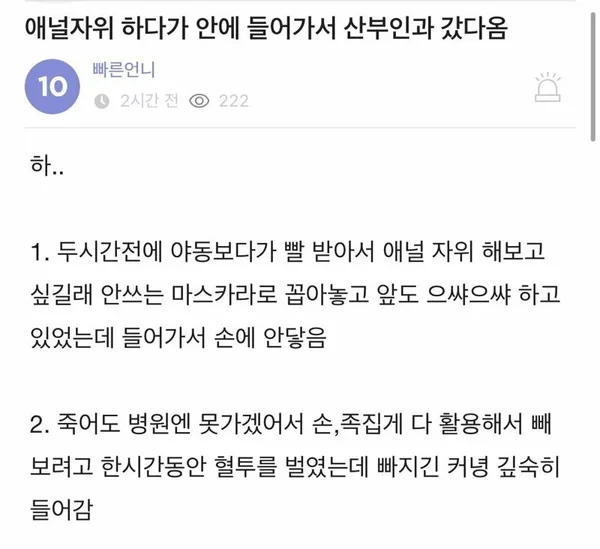 애널자위 하다가 안에 들어가서 산부인과 갔다옴
10
빠른언니
2시간 전 222
하..
1. 두시간전에 야동보다가 빨 받아서 애널 자위 해보고
싶길래 안쓰는 마스카라로 꼽아놓고 앞도 으쌰으쌰 하고
있었는데 들어가서 손에 안닿음
2. 죽어도 병원엔 못가겠어서 손,족집게 다 활용해서 빼
보려고 한시간동안 혈투를 벌였는데 빠지긴 커녕 깊숙히
들어감